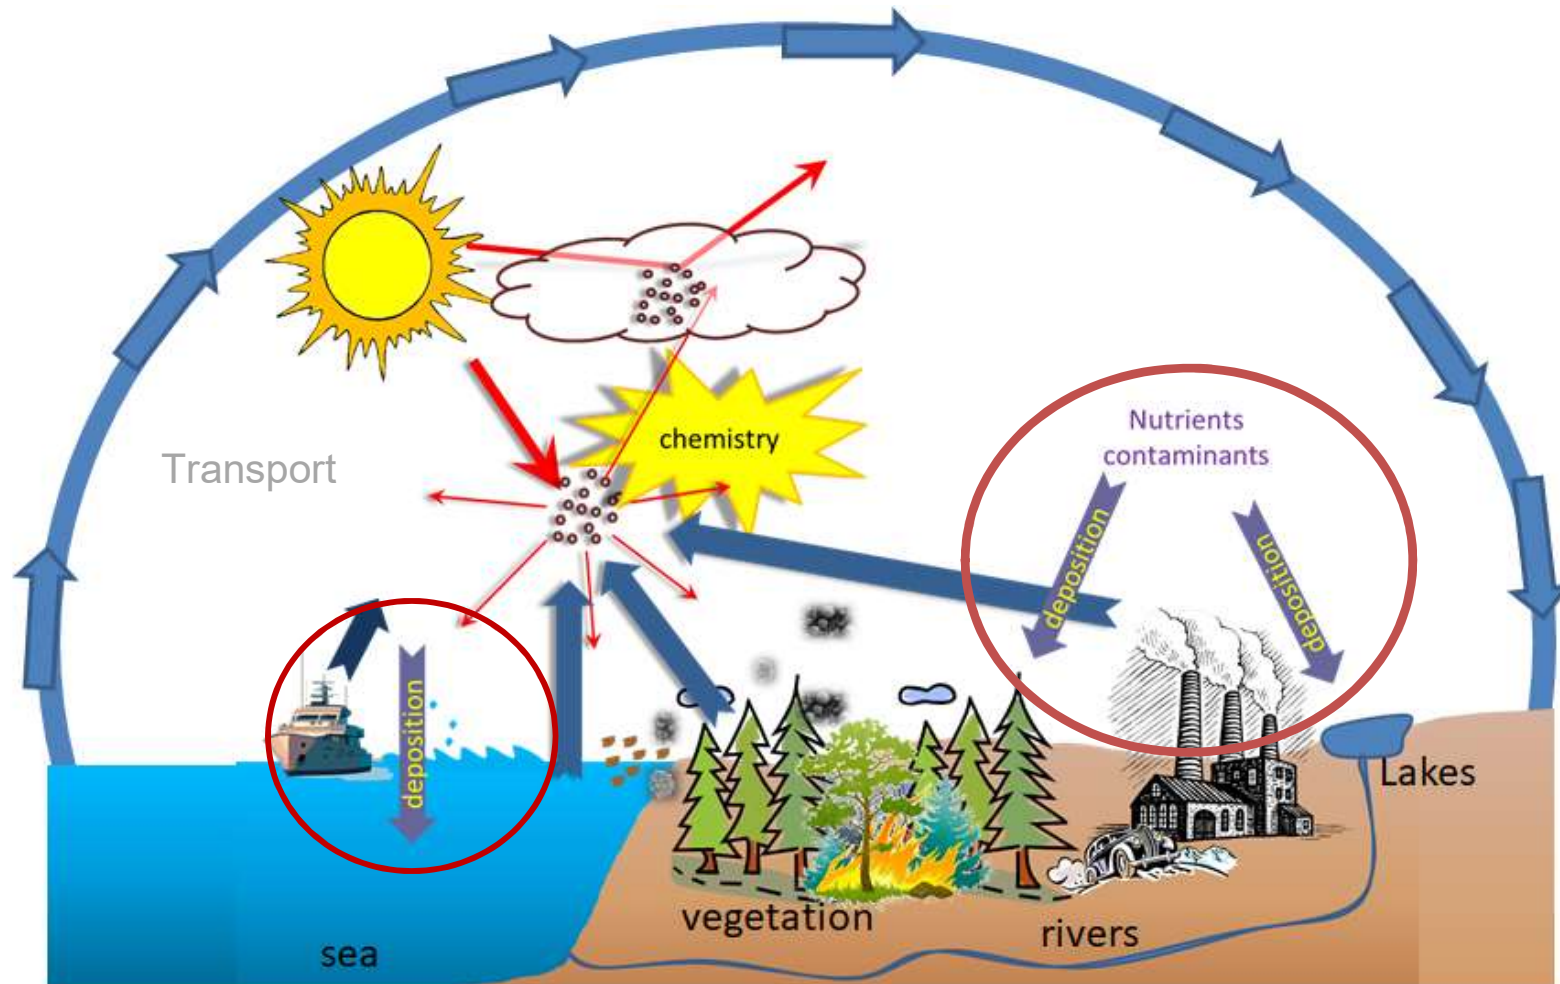 Nutrients
contaminants
chemistry
Transport
deposition
deposition
deposition
Lakes
vegetation
rivers
sea